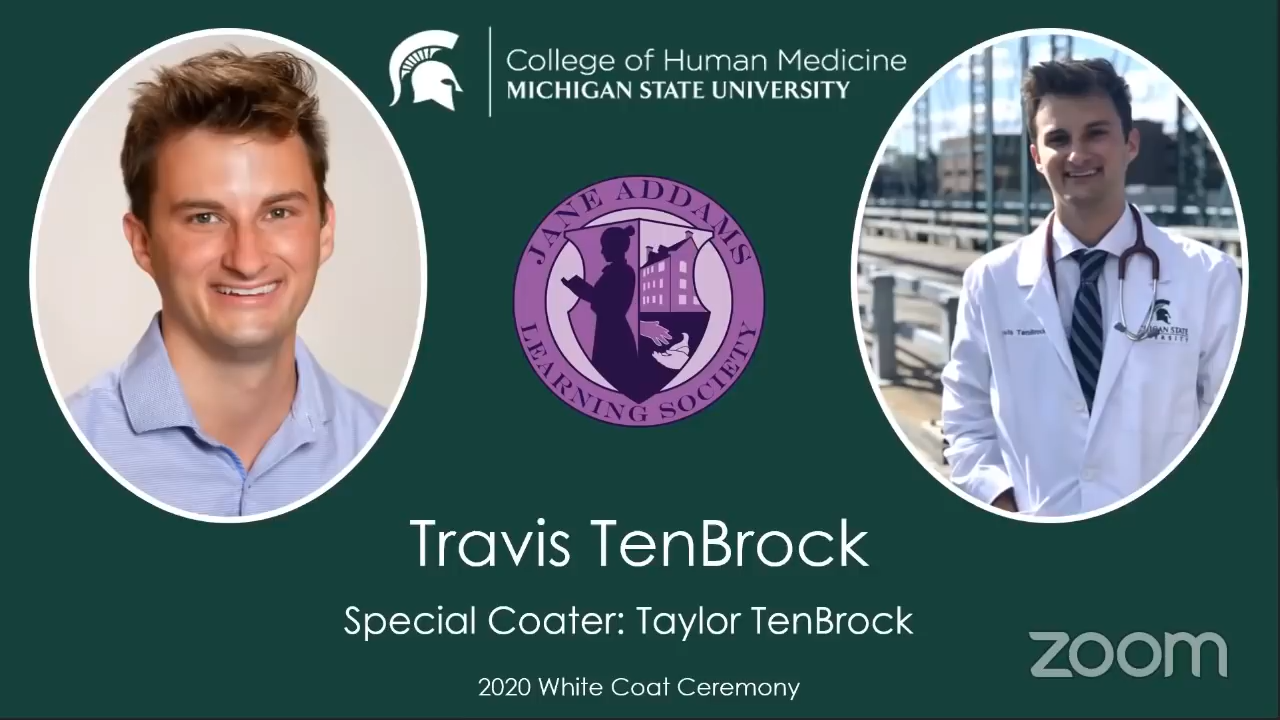 College of Human Medicine
MICHIGAN STATE UNIVERSITY
JANE ADDAMS
LEARNING SOCIETY
TenBrock
Travis TenBrock
Special Coater: Taylor TenBrock
2020 White Coat Ceremony
zoom